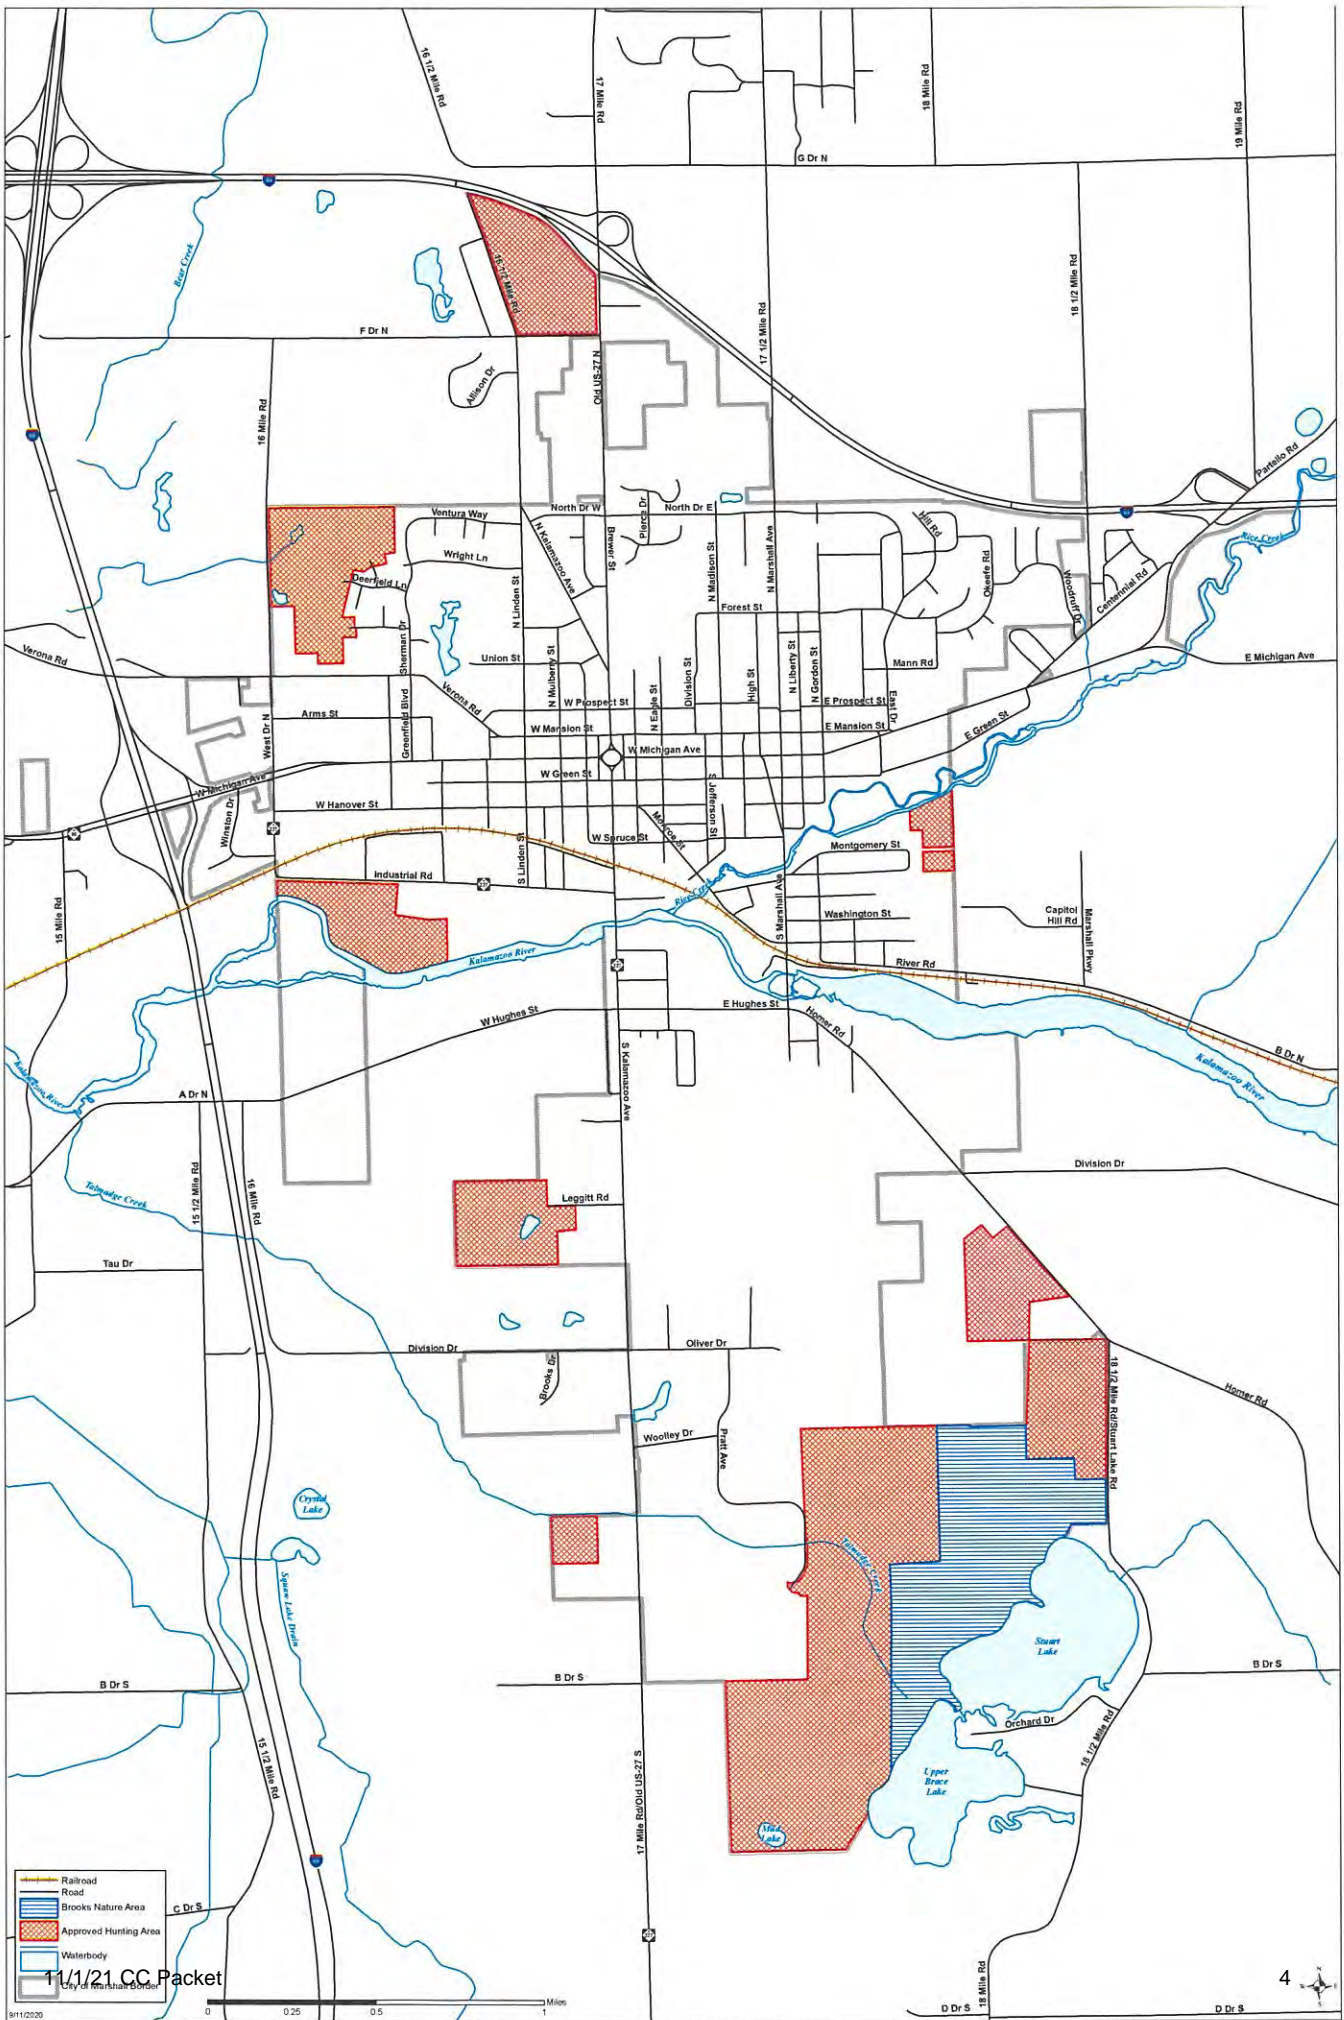 16 1/2 Mile Rd
17 Mile Rd
18 Mile Rd
19 Mile Rd
G Dr N
Bear Creek
16 1/2 Mile Rd
18 1/2 Mile Rd
17 1/2 Mile Rd
F Dr N
Old US-27 N
Allison Dr
16 Mile Rd
Partello Rd
Ventura Way
North Dr W
Pierce Dr
North Dr E
Hill Rd
Rice Creek
Wright Ln
N Kalamazoo Ave
Brewer St
N Madison St
N Marshall Ave
Okeefe Rd
Deerfield Ln
N Linden St
Forest St
Woodruff Dr
Centennial Rd
Verona Rd
Sherman Dr
Union St
N Mulberry St
Division St
High St
N Liberty St
N Gordon St
Mann Rd
E Michigan Ave
Verona Rd
W Prospect St
N Eagle St
E Prospect St
East Dr
West Dr N
Arms St
Greenfield Blvd
W Mansion St
E Mansion St
E Green St
W Michigan Ave
W Michigan Ave
W Green St
S Jefferson St
Winston Dr
W Hanover St
Monroe St
S Linden St
W Spruce St
Montgomery St
Industrial Rd
Rice Creek
15 Mile Rd
S Marshall Ave
Washington St
Capitol
Hill Rd
Marshall Pkwy
Kalamazoo River
River Rd
W Hughes St
E Hughes St
Homer Rd
S Kalamazoo Ave
B Dr N
Kalamazoo River
Kalamazoo River
A Dr N
Division Dr
15 1/2 Mile Rd
16 Mile Rd
Talmadge Creek
Leggitt Rd
Tau Dr
Division Dr
Oliver Dr
Brooks Dr
18 1/2 Mile Rd/Stuart Lake Rd
Homer Rd
Woolley Dr
Pratt Ave
Crystal
Lake
Talmadge Creek
Squaw Lake Drain
Stuart
Lake
B Dr S
B Dr S
B Dr S
Orchard Dr
18 1/2 Mile Rd
15 1/2 Mile Rd
17 Mile Rd/Old US-27 S
Upper
Brace
Lake
Mud
Lake
Railroad
Road
Brooks Nature Area
Approved Hunting Area
Waterbody
City of Marshall Border
C Dr S
11/1/21 CC Packet
4
18 Mile Rd
D Dr S
D Dr S
0 0.25 0.5 1 Miles
9/11/2020